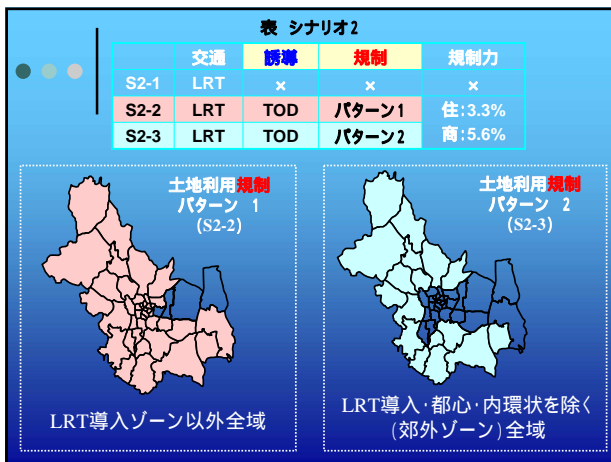 表 シナリオ2
交通 誘導 規制 規制力
S2-1 LRT × × ×
S2-2 LRT TOD パターン1 住:3.3%
S2-3 LRT TOD パターン2 商:5.6%
土地利用規制
パターン 1
(S2-2)
LRT導入ゾーン以外全域
土地利用規制
パターン 2
(S2-3)
LRT導入・都心・内環状を除く
(郊外ゾーン)全域